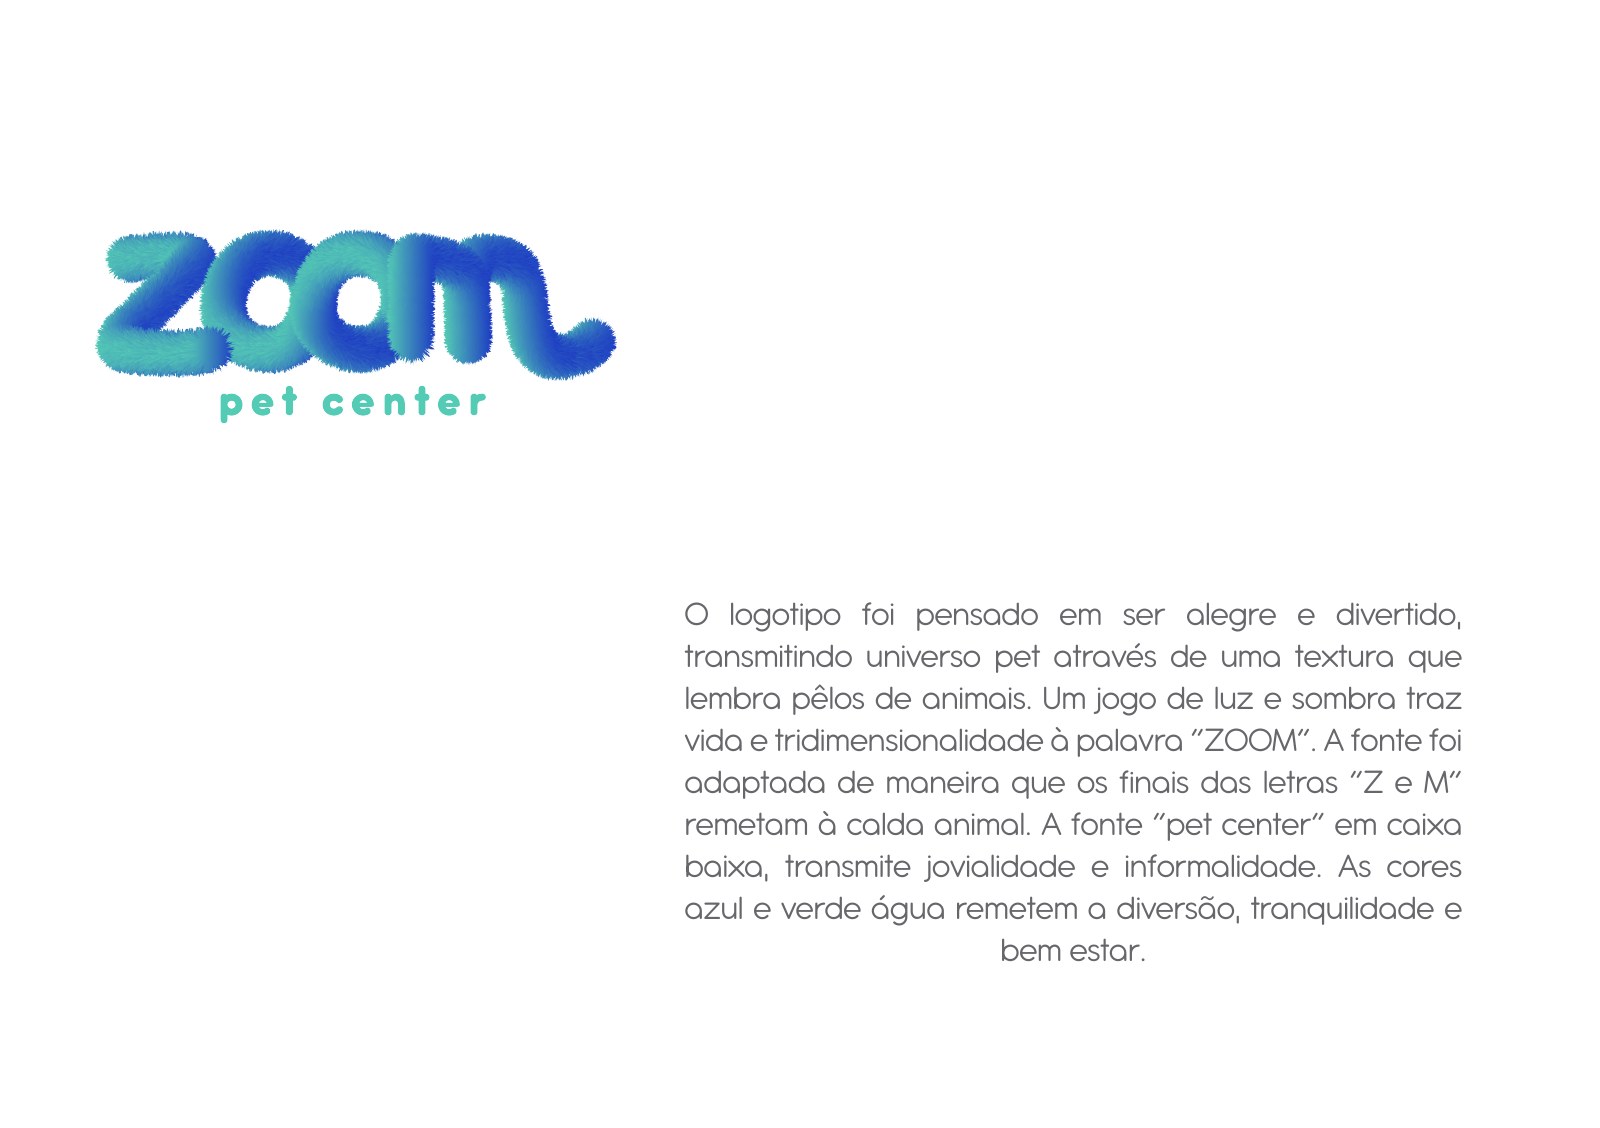 zoom
pet center
O logotipo foi pensado em ser alegre e divertido,
transmitindo universo pet através de uma textura que
lembra pêlos de animais. Um jogo de luz e sombra traz
vida e tridimensionalidade à palavra "ZOOM". A fonte foi
adaptada de maneira que os finais das letras "Z e M"
remetam à calda animal. A fonte "pet center" em caixa
baixa, transmite jovialidade e informalidade. As cores
azul e verde água remetem a diversão, tranquilidade e
bem estar.